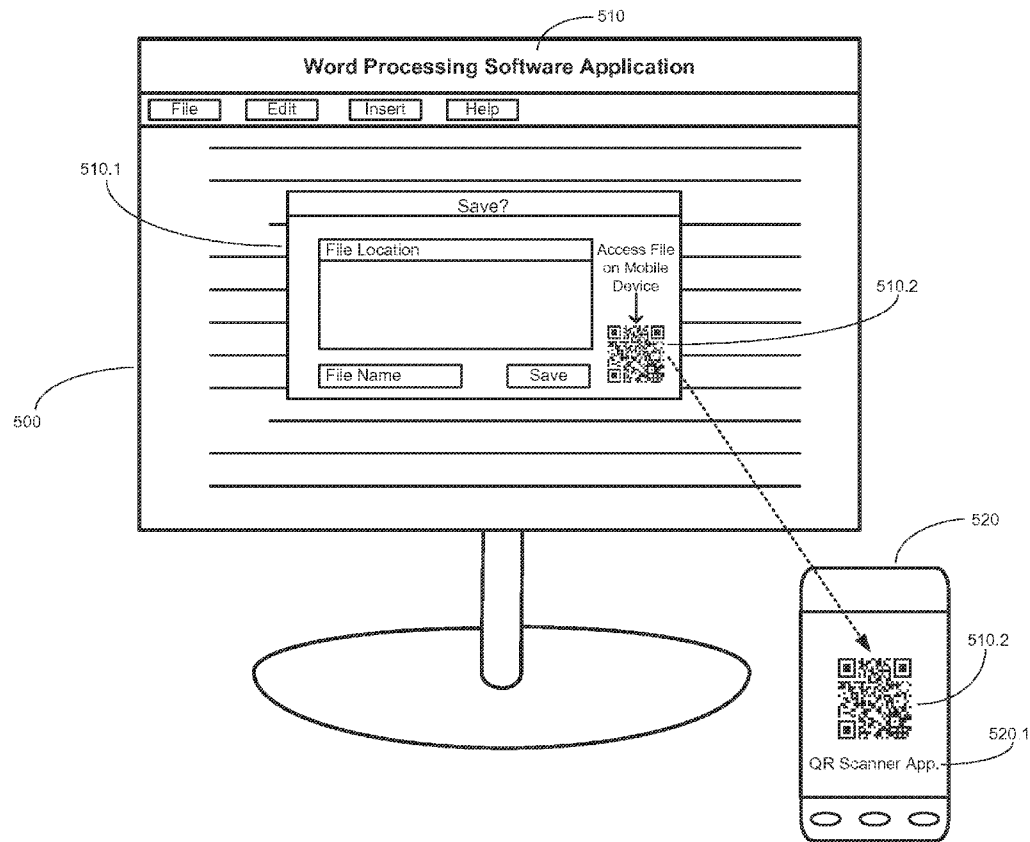 510
Word Processing Software Application
File Edit Insert Help
510.1
Save?
File Location
Access File
on Mobile
Device
510.2
File Name Save
500
520
510.2
520.1
QR Scanner App.